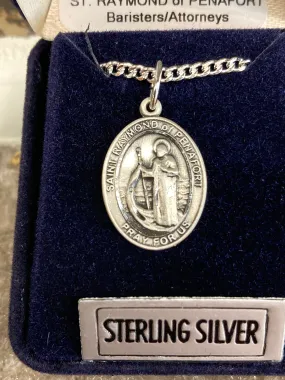 ST. RAYMOND of PENAFORT
Baristers/Attorneys
SAINT RAYMOND of PENAFORT
PRAY FOR US
STERLING SILVER